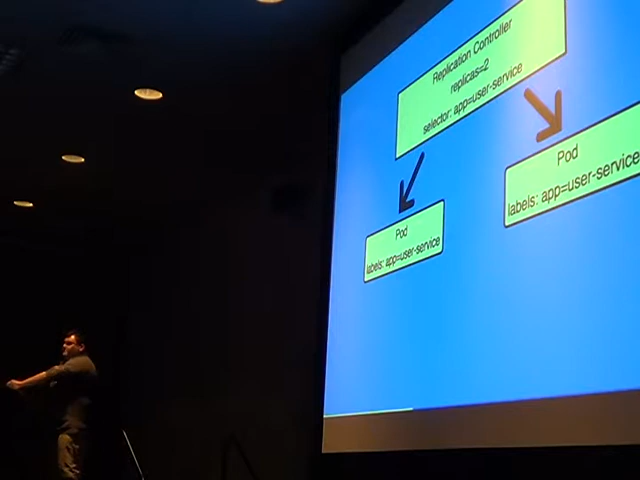 Replication Controller
replicas=2
selector: app=user-service
Pod
labels: app=user-service
Pod
labels: app=user-service